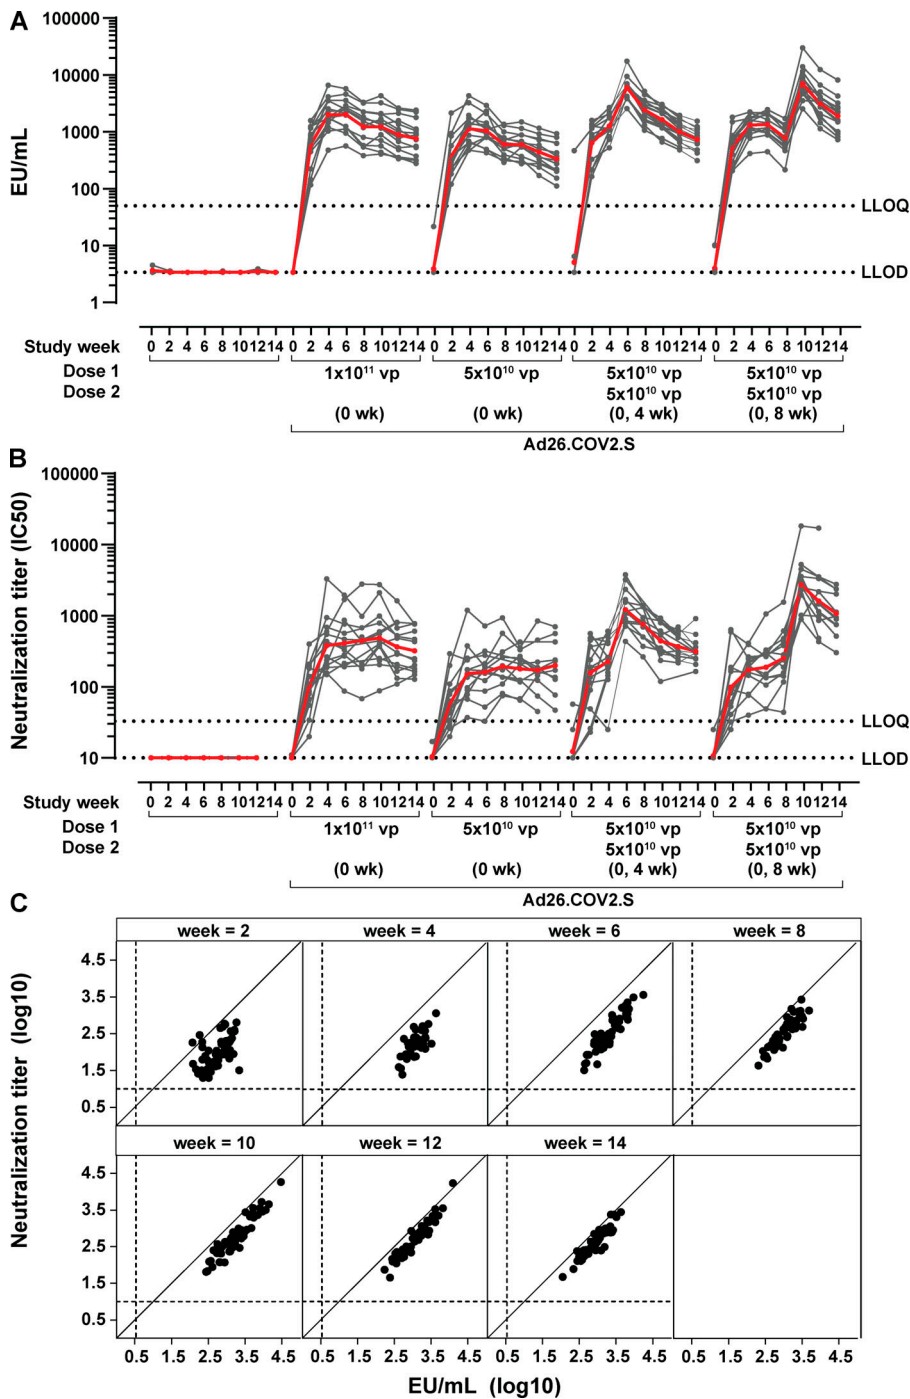 A
100000
10000
1000
100
10
1
EU/mL
LLOQ
LLOD
Study week 0 2 4 6 8 10 12 14 0 2 4 6 8 10 12 14 0 2 4 6 8 10 12 14 0 2 4 6 8 10 12 14 0 2 4 6 8 10 12 14
Dose 1 1x10¹¹ vp 5x10¹⁰ vp 5x10¹⁰ vp 5x10¹⁰ vp
Dose 2 5x10¹⁰ vp 5x10¹⁰ vp
(0 wk) (0 wk) (0, 4 wk) (0, 8 wk)
Ad26.COV2.S
B
100000
10000
1000
100
10
Neutralization titer (IC50)
LLOQ
LLOD
Study week 0 2 4 6 8 10 12 14 0 2 4 6 8 10 12 14 0 2 4 6 8 10 12 14 0 2 4 6 8 10 12 14 0 2 4 6 8 10 12 14
Dose 1 1x10¹¹ vp 5x10¹⁰ vp 5x10¹⁰ vp 5x10¹⁰ vp
Dose 2 5x10¹⁰ vp 5x10¹⁰ vp
(0 wk) (0 wk) (0, 4 wk) (0, 8 wk)
Ad26.COV2.S
C
week = 2 week = 4 week = 6 week = 8
4.5
3.5
2.5
1.5
0.5
week = 10 week = 12 week = 14
4.5
3.5
2.5
1.5
0.5
Neutralization titer (log10)
0.5 1.5 2.5 3.5 4.5 0.5 1.5 2.5 3.5 4.5 0.5 1.5 2.5 3.5 4.5 0.5 1.5 2.5 3.5 4.5
EU/mL (log10)